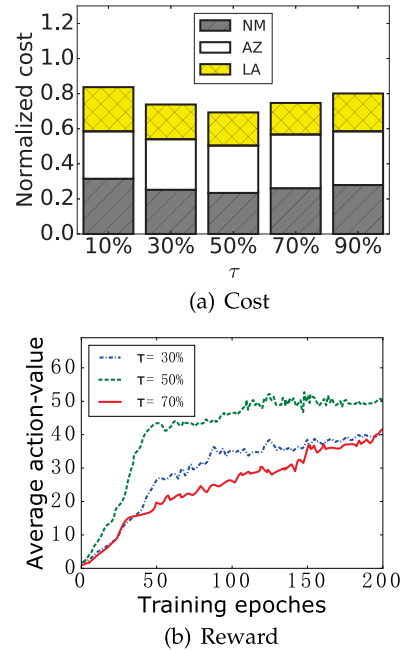 1.2
1.0
0.8
0.6
0.4
0.2
0.0
Normalized cost
NM
AZ
LA
10% 30% 50% 70% 90%
τ
(a) Cost
60
50
40
30
20
10
0
Average action-value
τ= 30%
τ= 50%
τ= 70%
0 50 100 150 200
Training epoches
(b) Reward